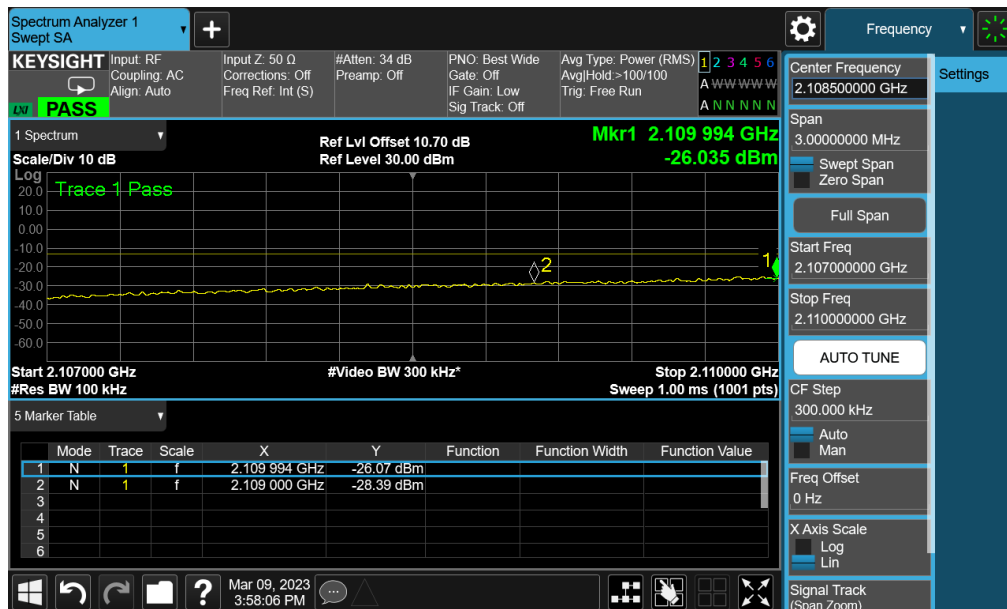 Spectrum Analyzer 1
Swept SA
+
Frequency
KEYSIGHT
LXI PASS
Input: RF
Coupling: AC
Align: Auto
Input Z: 50 Ω
Corrections: Off
Freq Ref: Int (S)
#Atten: 34 dB
Preamp: Off
PNO: Best Wide
Gate: Off
IF Gain: Low
Sig Track: Off
Avg Type: Power (RMS)
Avg|Hold:>100/100
Trig: Free Run
1 2 3 4 5 6
A W W W W W
A N N N N N
1 Spectrum
Scale/Div 10 dB
Ref Lvl Offset 10.70 dB
Ref Level 30.00 dBm
Mkr1 2.109 994 GHz
-26.035 dBm
Log
Trace 1 Pass
20.0
10.0
0.00
-10.0
-20.0
-30.0
-40.0
-50.0
-60.0
2
1
Start 2.107000 GHz
#Video BW 300 kHz*
Stop 2.110000 GHz
#Res BW 100 kHz
Sweep 1.00 ms (1001 pts)
5 Marker Table
Mode Trace Scale X Y Function Function Width Function Value
1 N 1 f 2.109 994 GHz -26.07 dBm
2 N 1 f 2.109 000 GHz -28.39 dBm
3
4
5
6
?
Mar 09, 2023
3:58:06 PM
Center Frequency
2.108500000 GHz
Settings
Span
3.00000000 MHz
Swept Span
Zero Span
Full Span
Start Freq
2.107000000 GHz
Stop Freq
2.110000000 GHz
AUTO TUNE
CF Step
300.000 kHz
Auto
Man
Freq Offset
0 Hz
X Axis Scale
Log
Lin
Signal Track
(Span Zoom)